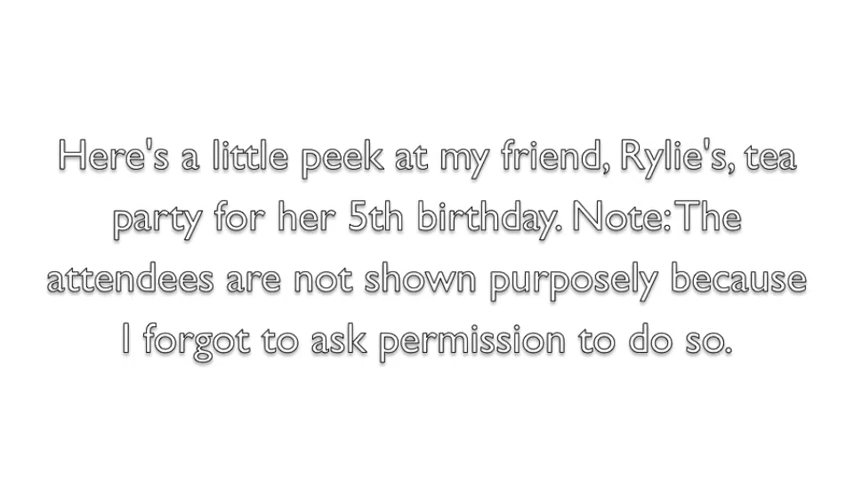 Here's a little peek at my friend, Rylie's, tea
party for her 5th birthday. Note: The
attendees are not shown purposely because
I forgot to ask permission to do so.